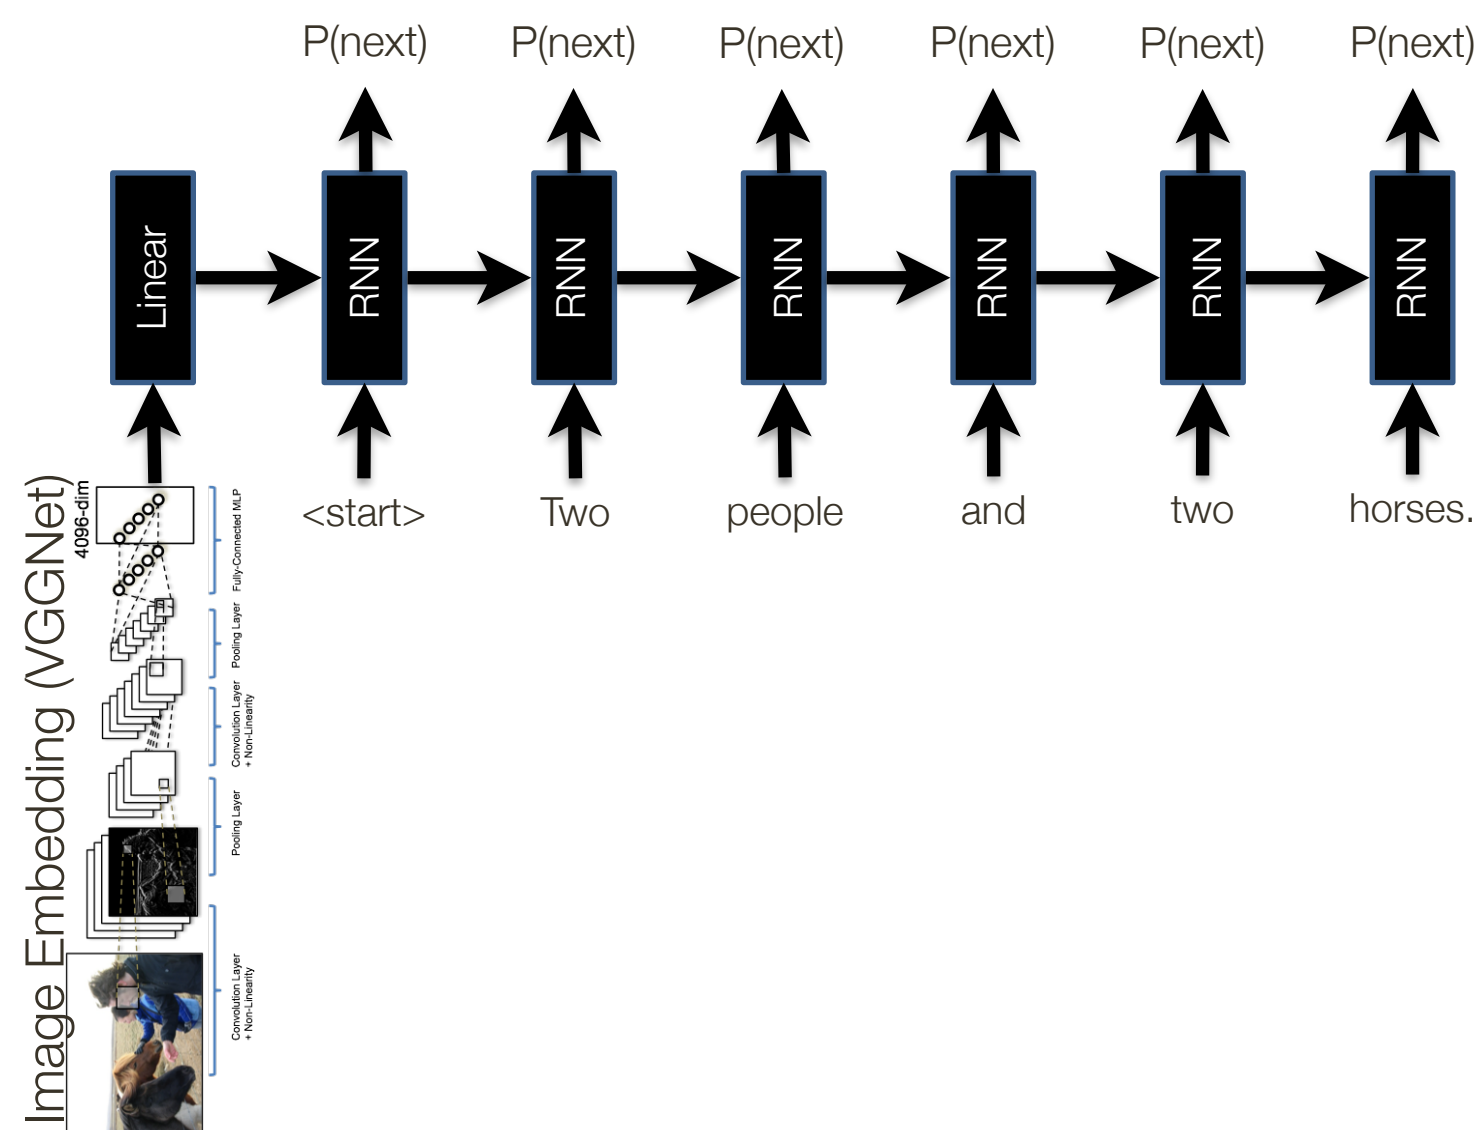 P(next) P(next) P(next) P(next) P(next) P(next)
Linear
RNN
RNN
RNN
RNN
RNN
RNN
<start> Two people and two horses.
Image Embedding (VGGNet)
4096-dim
Fully-Connected MLP
Pooling Layer
Convolution Layer
+ Non-Linearity
Pooling Layer
Convolution Layer
+ Non-Linearity